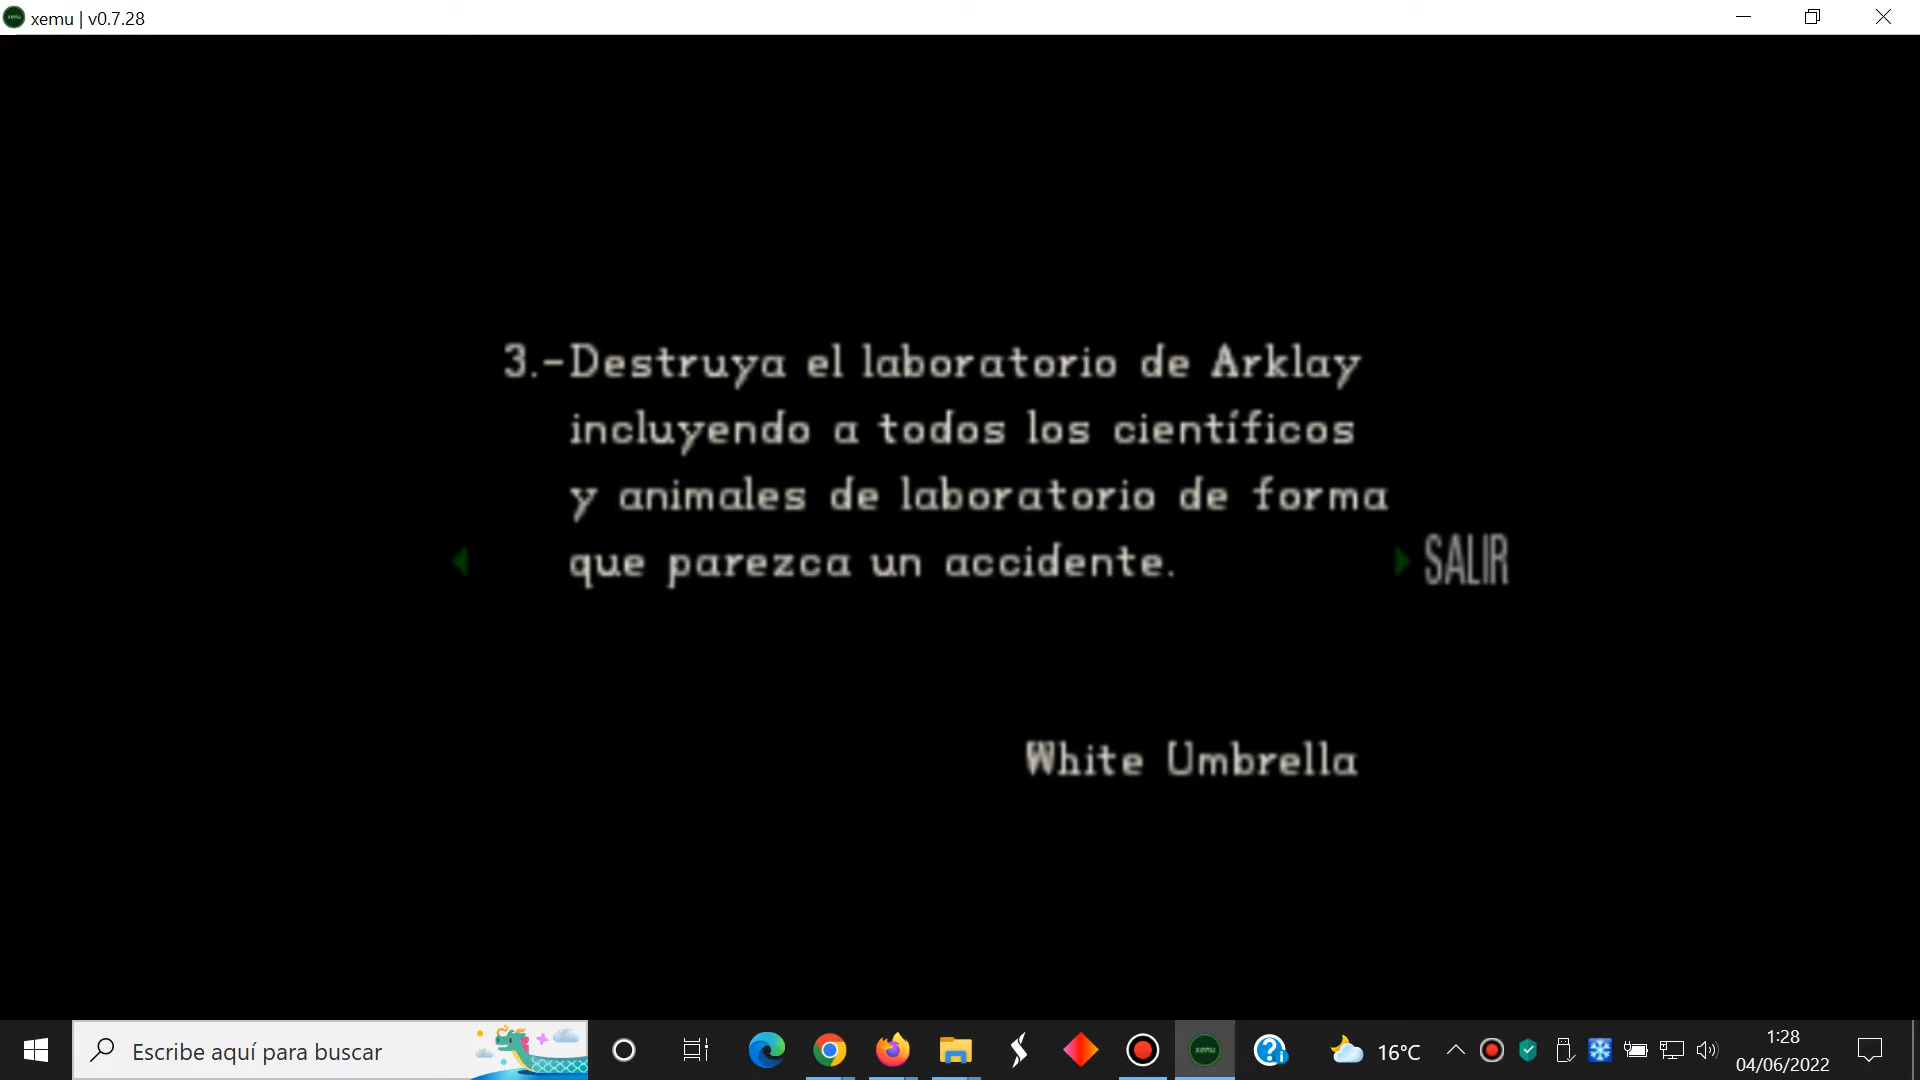 xemu | v0.7.28
3.-Destruya el laboratorio de Arklay
incluyendo a todos los científicos
y animales de laboratorio de forma
que parezca un accidente.
SALIR
White Umbrella
Escribe aquí para buscar
xemu
16°C
1:28
04/06/2022